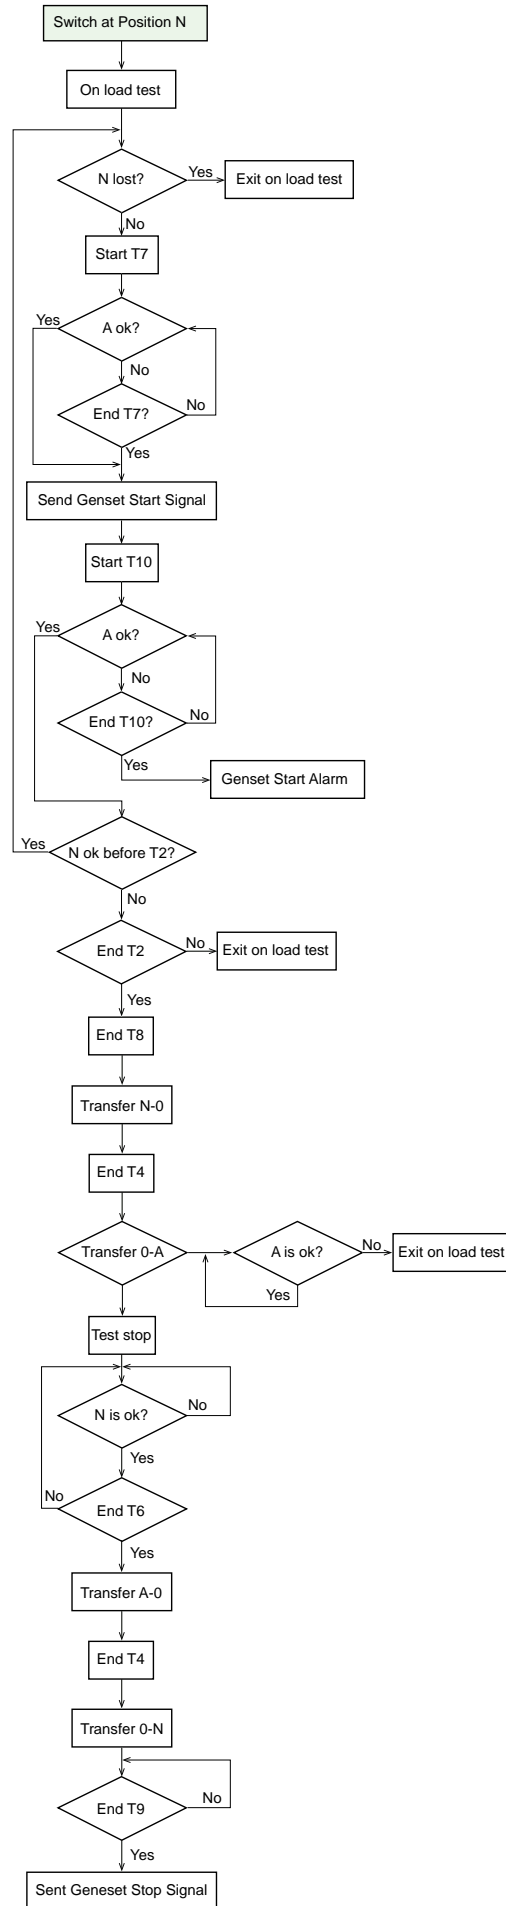 Switch at Position N
On load test
N lost?
Yes
Exit on load test
No
Start T7
Yes
A ok?
No
End T7?
No
Yes
Send Genset Start Signal
Start T10
Yes
A ok?
No
End T10?
No
Yes
Genset Start Alarm
Yes
N ok before T2?
No
End T2
No
Exit on load test
Yes
End T8
Transfer N-0
End T4
Transfer 0-A
A is ok?
No
Exit on load test
Yes
Test stop
N is ok?
No
Yes
No
End T6
Yes
Transfer A-0
End T4
Transfer 0-N
End T9
No
Yes
Sent Geneset Stop Signal